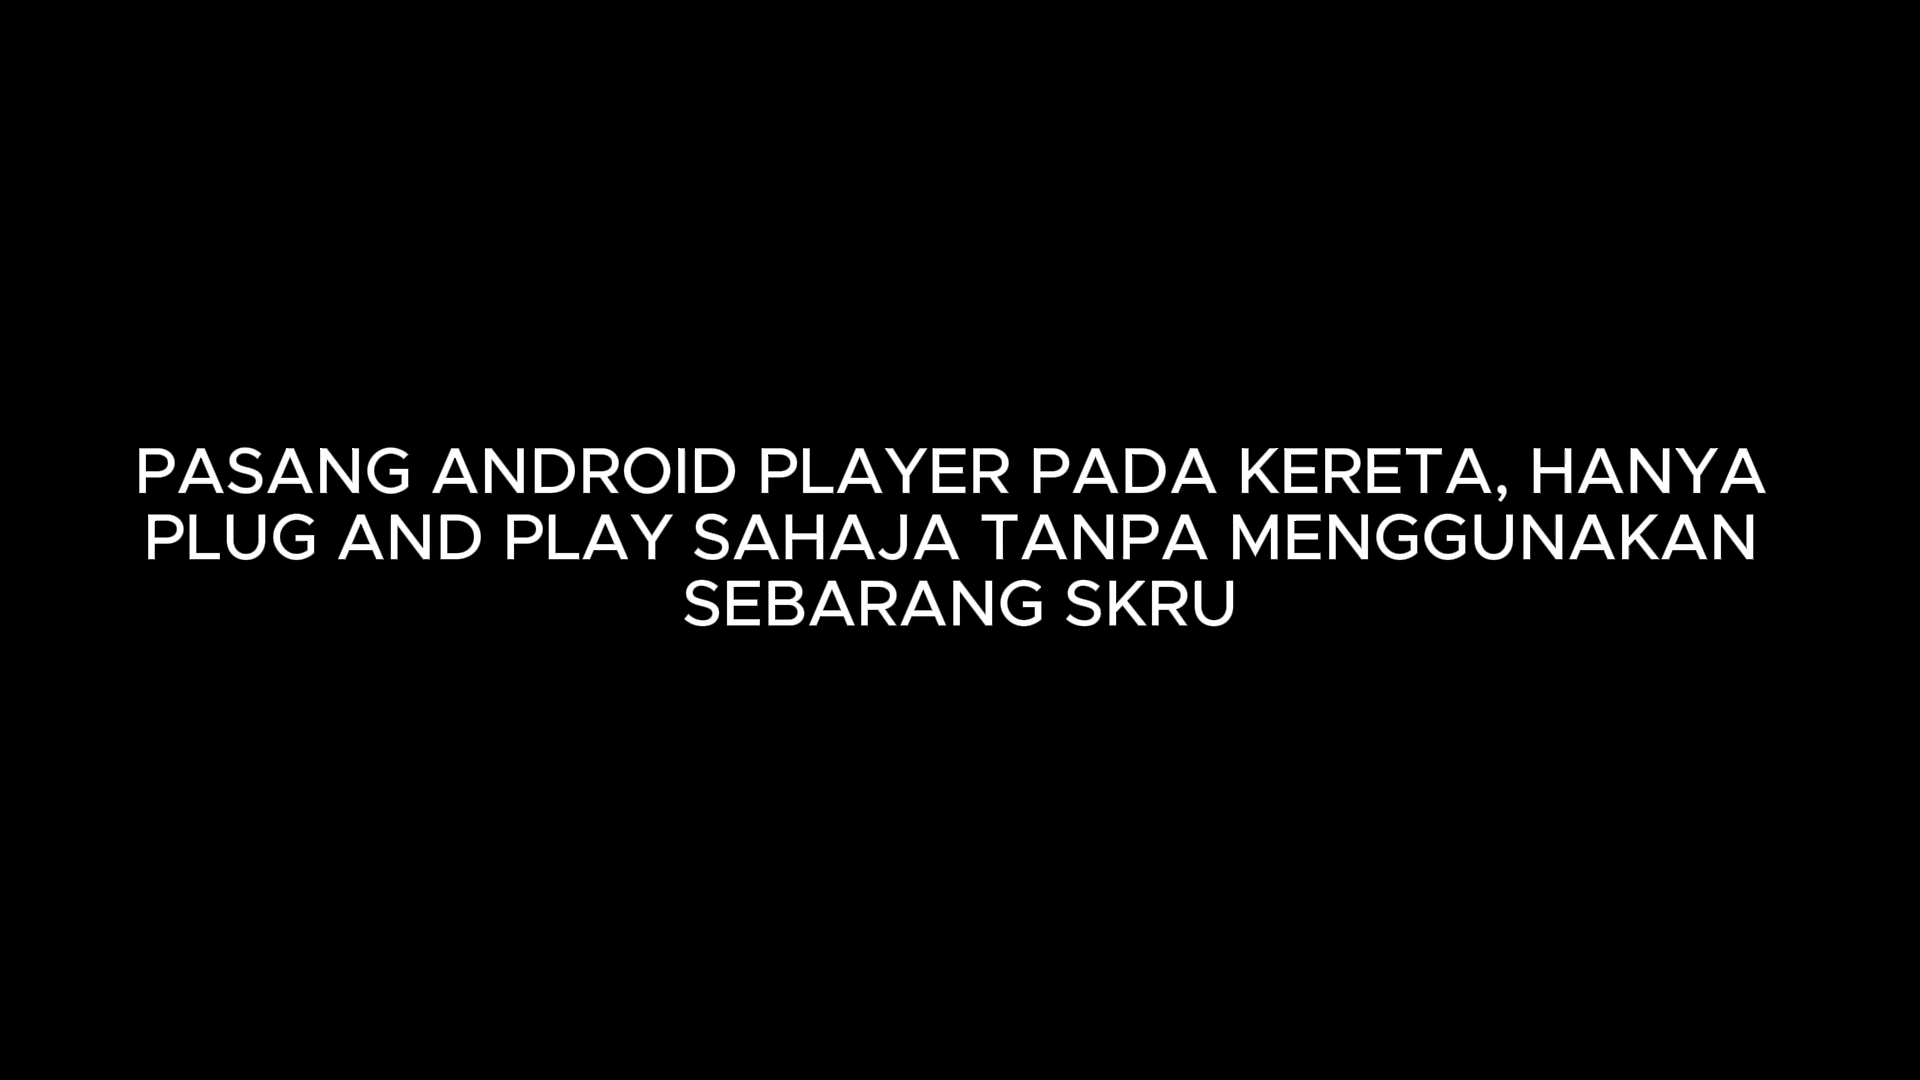 PASANG ANDROID PLAYER PADA KERETA, HANYA
PLUG AND PLAY SAHAJA TANPA MENGGUNAKAN
SEBARANG SKRU